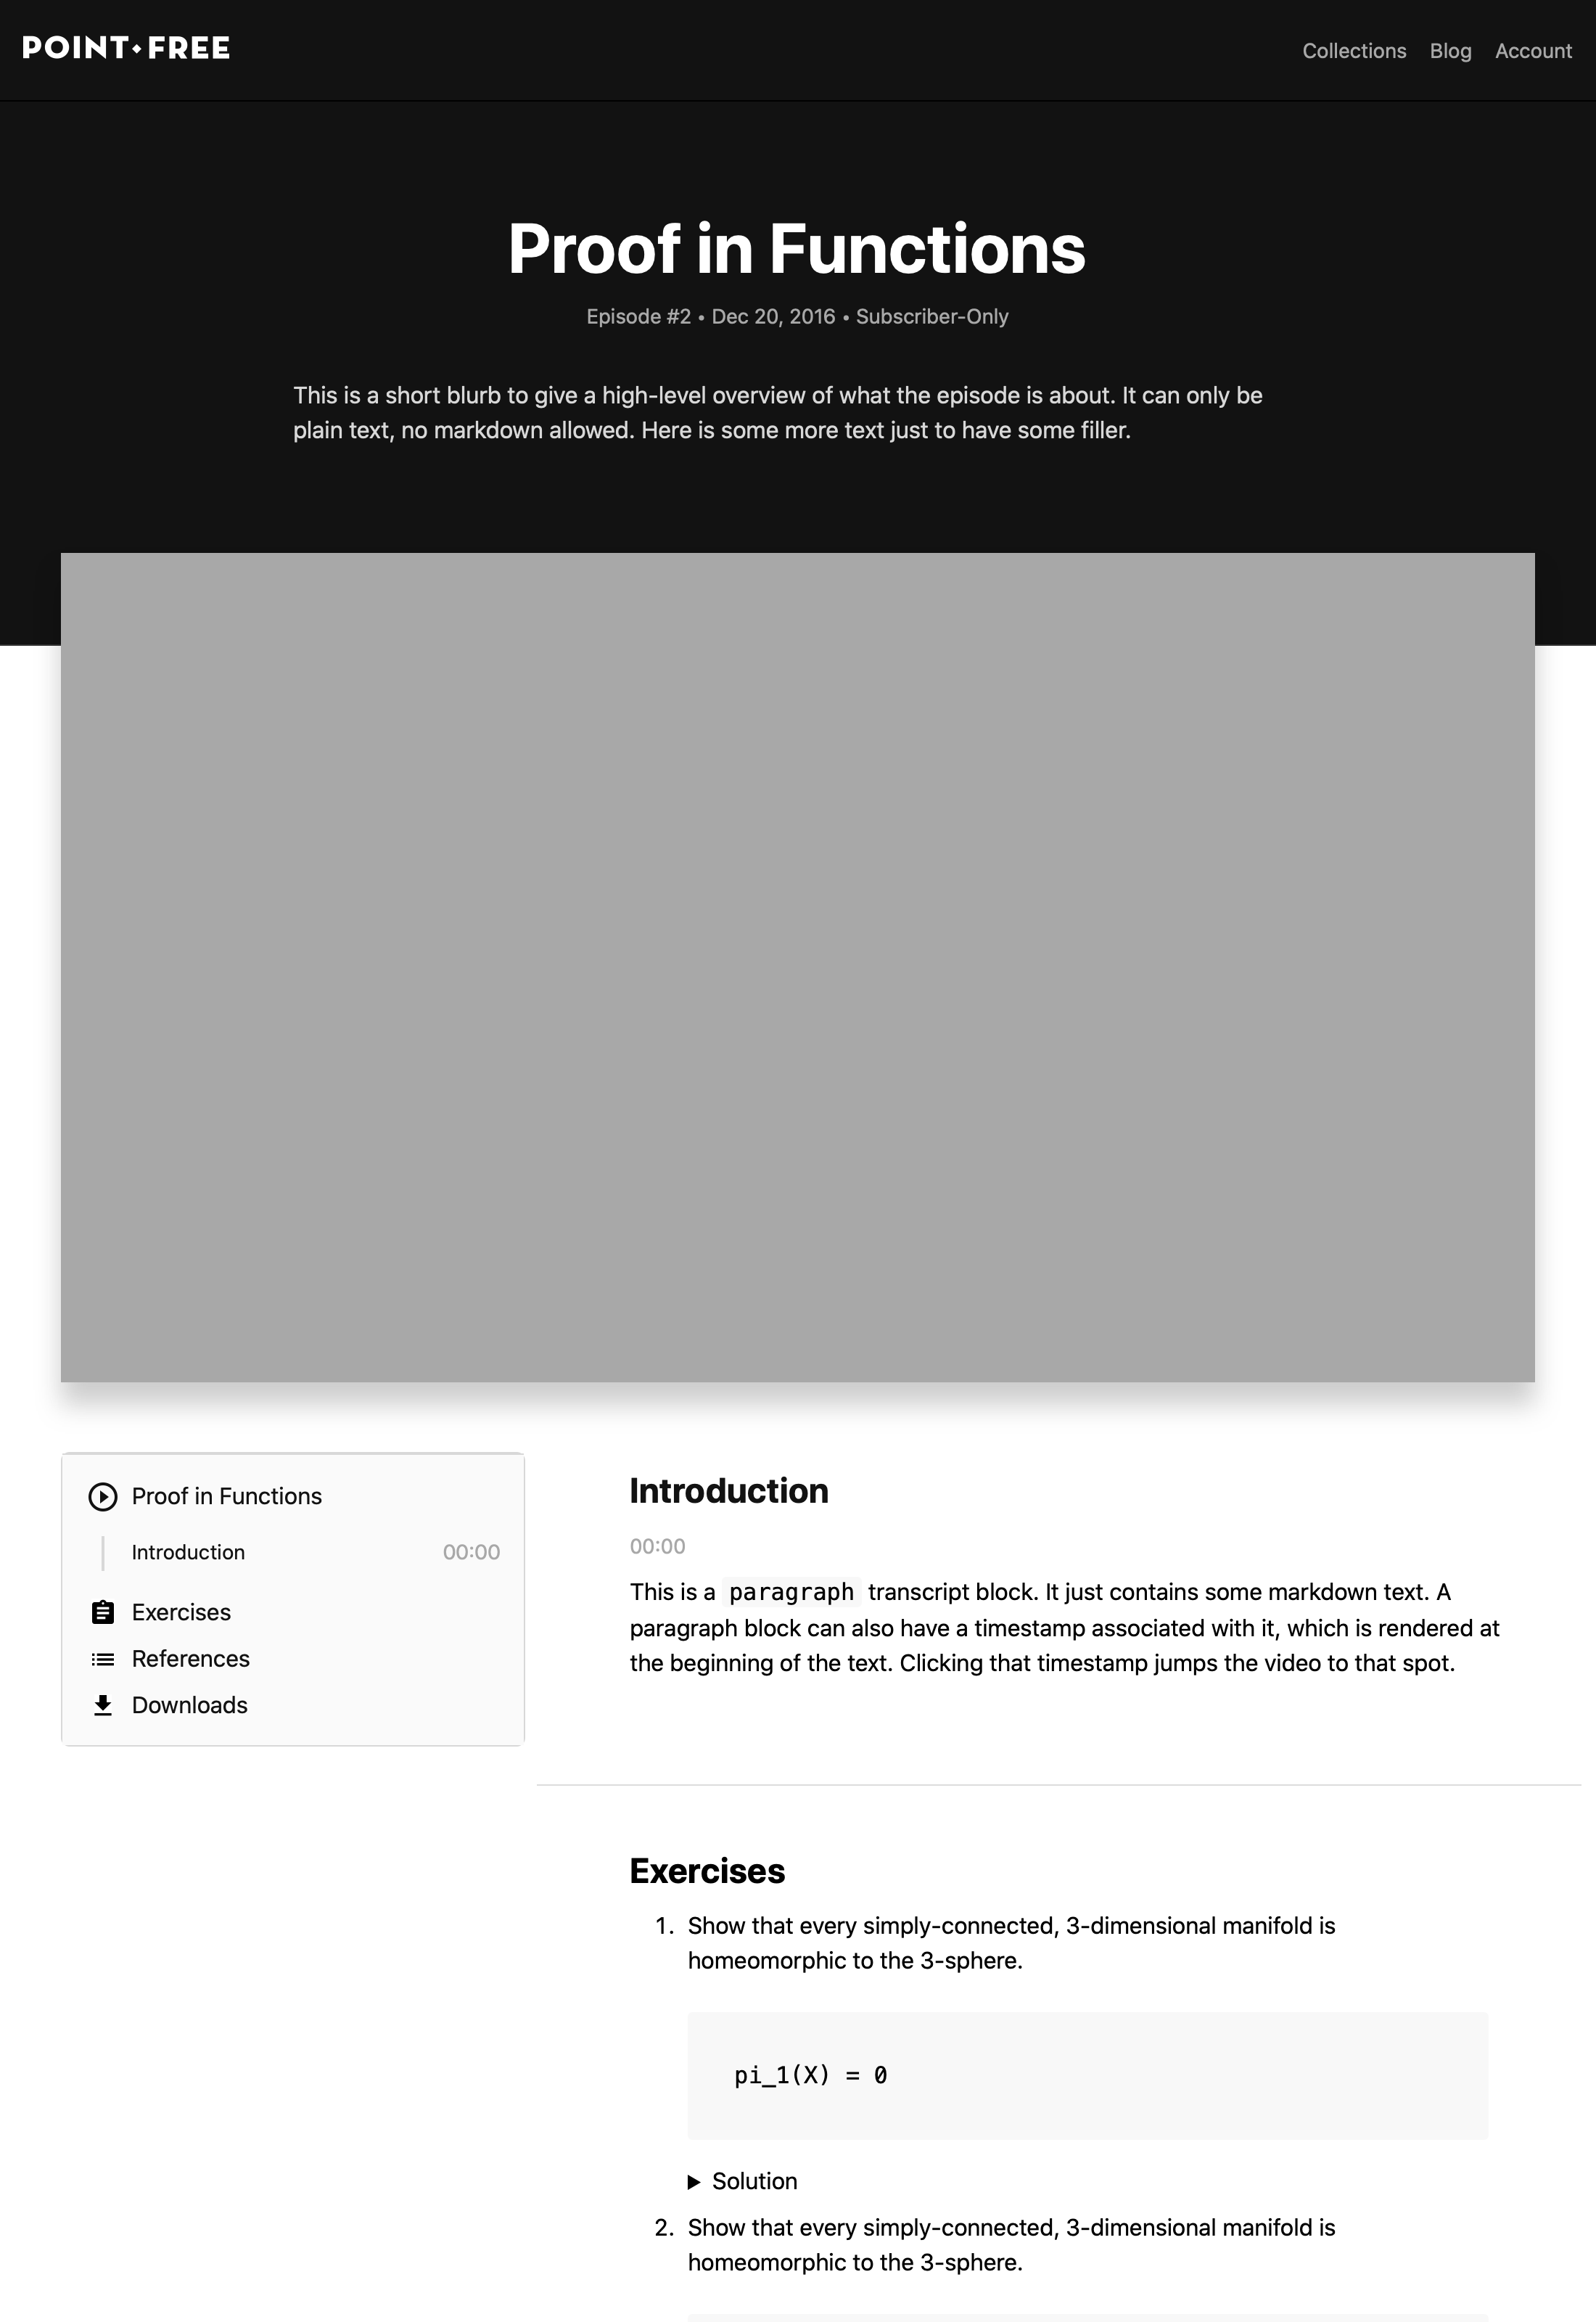 POINT⬥FREE
Collections Blog Account
Proof in Functions
Episode #2 • Dec 20, 2016 • Subscriber-Only
This is a short blurb to give a high-level overview of what the episode is about. It can only be
plain text, no markdown allowed. Here is some more text just to have some filler.
Proof in Functions
Introduction 00:00
Exercises
References
Downloads
Introduction
00:00
This is a paragraph transcript block. It just contains some markdown text. A
paragraph block can also have a timestamp associated with it, which is rendered at
the beginning of the text. Clicking that timestamp jumps the video to that spot.
Exercises
1. Show that every simply-connected, 3-dimensional manifold is
homeomorphic to the 3-sphere.
pi_1(X) = 0
▶ Solution
2. Show that every simply-connected, 3-dimensional manifold is
homeomorphic to the 3-sphere.